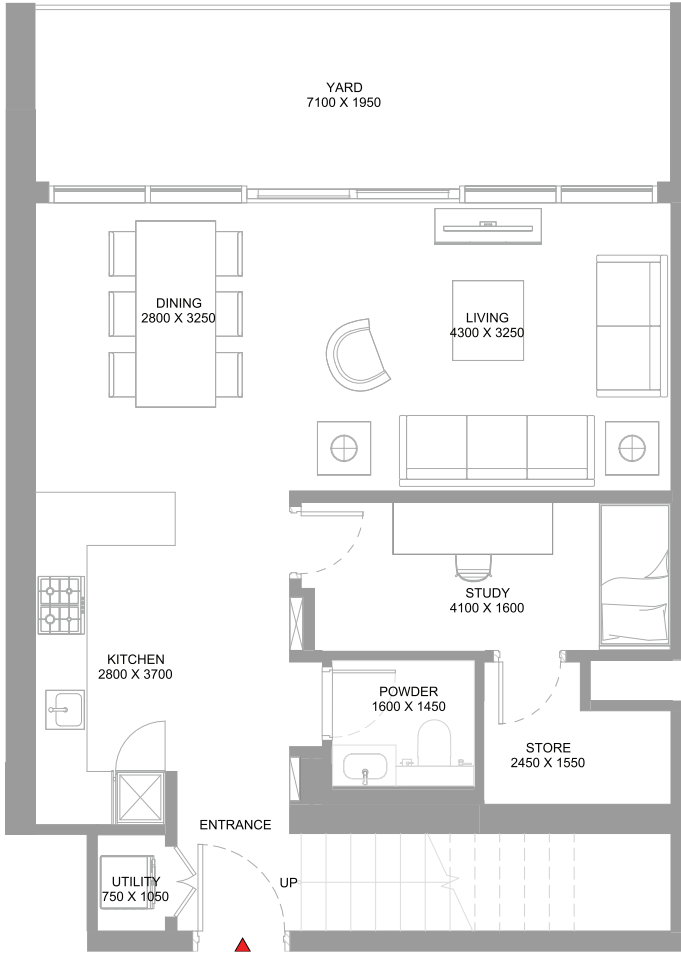 YARD
7100 X 1950
DINING
2800 X 3250
LIVING
4300 X 3250
STUDY
4100 X 1600
KITCHEN
2800 X 3700
POWDER
1600 X 1450
STORE
2450 X 1550
ENTRANCE
UTILITY
750 X 1050
UP